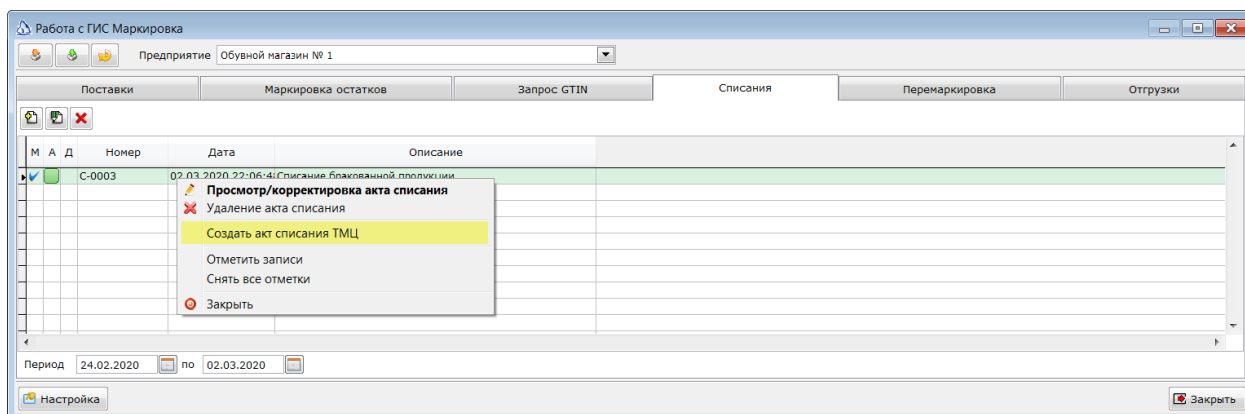 Работа с ГИС Маркировка
Предприятие Обувной магазин № 1
Поставки Маркировка остатков Запрос GTIN Списания Перемаркировка Отгрузки
М А Д Номер Дата Описание
С-0003 02.03.2020 22:06:4 Списание бракованной продукции
Просмотр/корректировка акта списания
Удаление акта списания
Создать акт списания ТМЦ
Отметить записи
Снять все отметки
Закрыть
Период 24.02.2020 по 02.03.2020
Настройка Закрыть